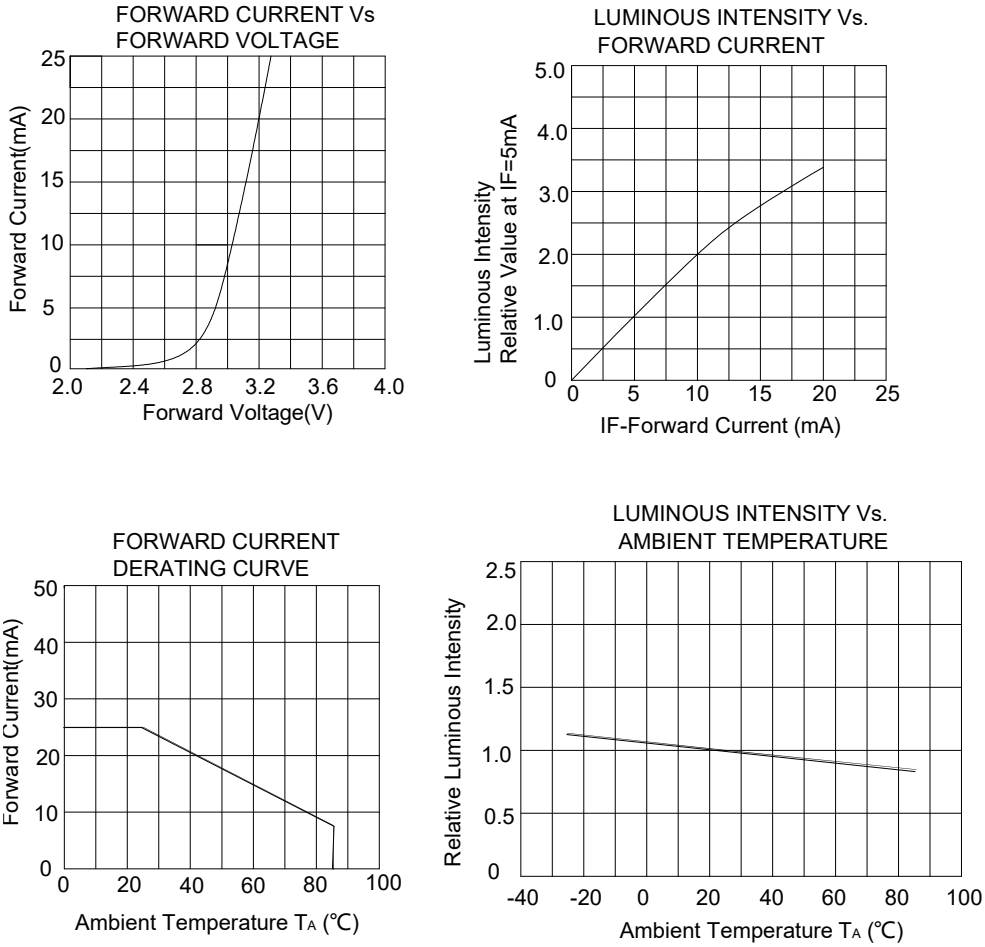 FORWARD CURRENT Vs
FORWARD VOLTAGE
Forward Current(mA)
25
20
15
10
5
0
2.0 2.4 2.8 3.2 3.6 4.0
Forward Voltage(V)
LUMINOUS INTENSITY Vs.
FORWARD CURRENT
Luminous Intensity
Relative Value at IF=5mA
5.0
4.0
3.0
2.0
1.0
0
0 5 10 15 20 25
IF-Forward Current (mA)
FORWARD CURRENT
DERATING CURVE
Forward Current(mA)
50
40
30
20
10
0
0 20 40 60 80 100
Ambient Temperature TA (℃)
LUMINOUS INTENSITY Vs.
AMBIENT TEMPERATURE
Relative Luminous Intensity
2.5
2.0
1.5
1.0
0.5
0
-40 -20 0 20 40 60 80 100
Ambient Temperature TA (℃)